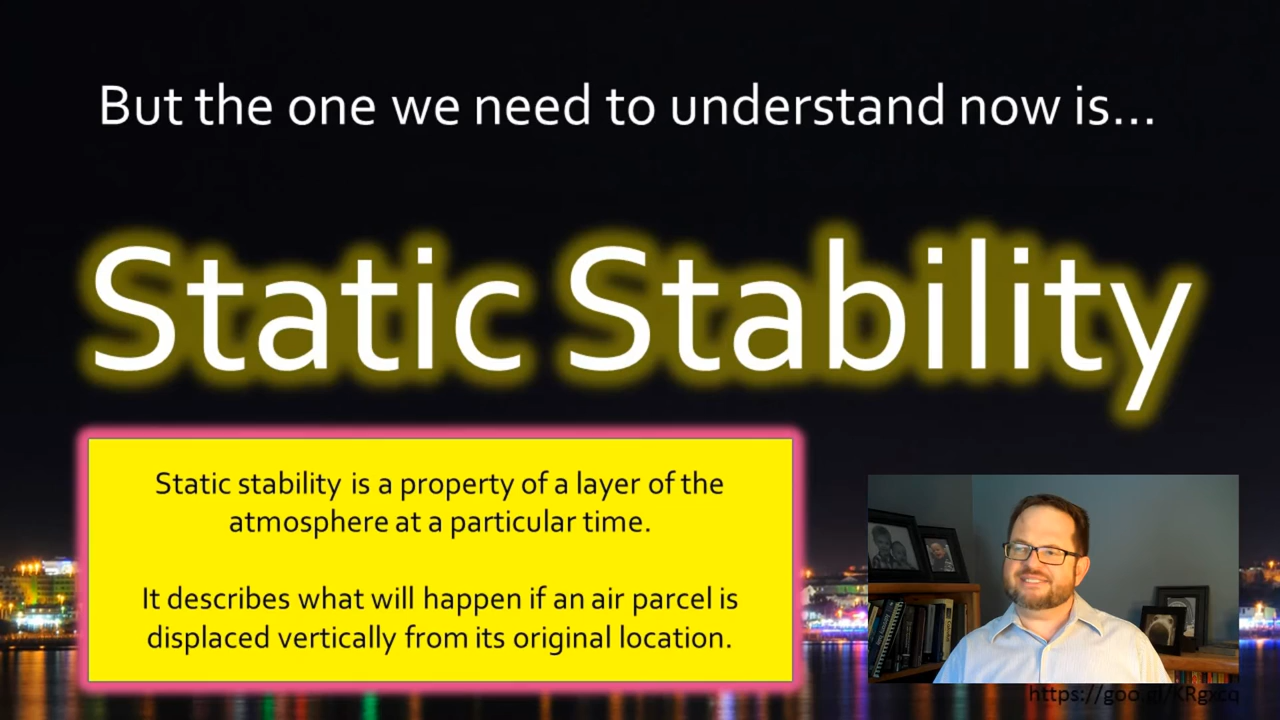 But the one we need to understand now is...
Static Stability
Static stability is a property of a layer of the
atmosphere at a particular time.
It describes what will happen if an air parcel is
displaced vertically from its original location.